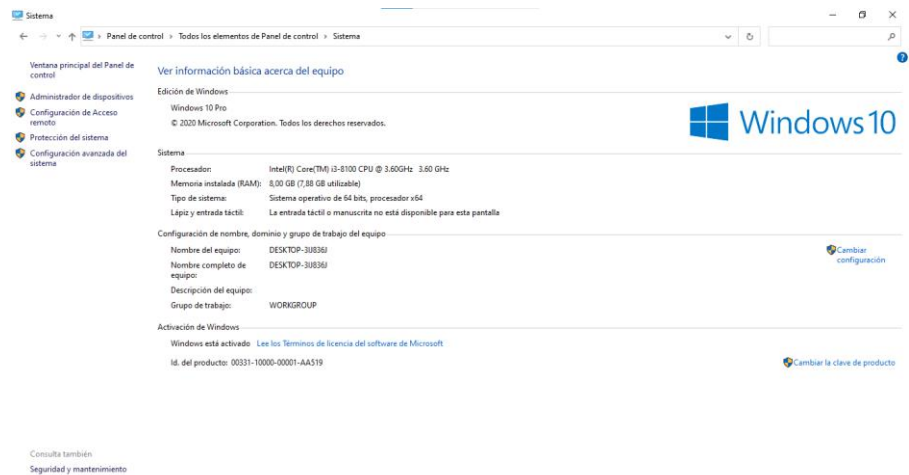 Sistema
Panel de control > Todos los elementos de Panel de control > Sistema
Ventana principal del Panel de
control
Administrador de dispositivos
Configuración de Acceso
remoto
Protección del sistema
Configuración avanzada del
sistema
Ver información básica acerca del equipo
Edición de Windows
Windows 10 Pro
© 2020 Microsoft Corporation. Todos los derechos reservados.
Windows 10
Sistema
Procesador: Intel(R) Core(TM) i3-8100 CPU @ 3.60GHz 3.60 GHz
Memoria instalada (RAM): 8,00 GB (7,88 GB utilizable)
Tipo de sistema: Sistema operativo de 64 bits, procesador x64
Lápiz y entrada táctil: La entrada táctil o manuscrita no está disponible para esta pantalla
Configuración de nombre, dominio y grupo de trabajo del equipo
Nombre del equipo: DESKTOP-3U836J
Cambiar
configuración
Nombre completo de
equipo: DESKTOP-3U836J
Descripción del equipo:
Grupo de trabajo: WORKGROUP
Activación de Windows
Windows está activado Lee los Términos de licencia del software de Microsoft
Id. del producto: 00331-10000-00001-AA519
Cambiar la clave de producto
Consulta también
Seguridad y mantenimiento